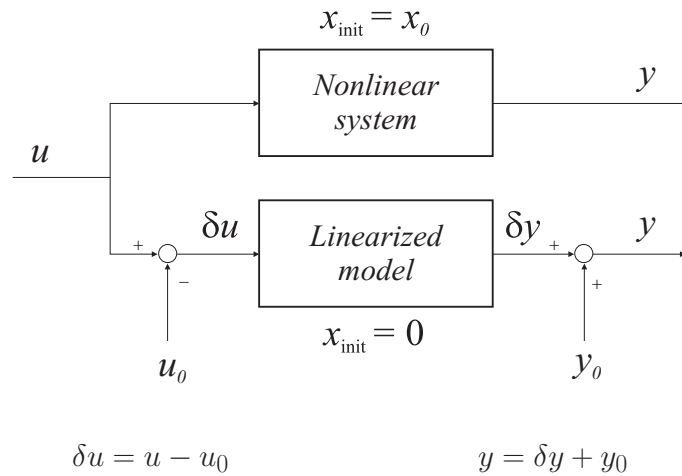 x_init = x_0
Nonlinear
system
y
u
+
−
δu
Linearized
model
δy
+
+
y
x_init = 0
u_0
y_0
δu = u − u_0
y = δy + y_0